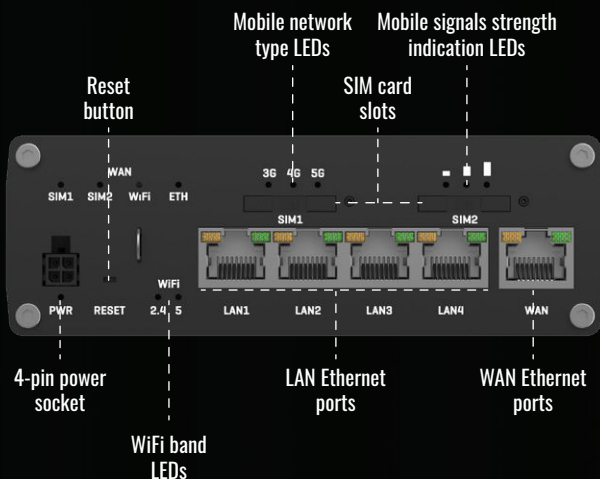 Mobile network
type LEDs
Mobile signals strength
indication LEDs
Reset
button
SIM card
slots
WAN
SIM1 SIM2 WiFi ETH
3G 4G 5G
SIM1
SIM2
WiFi
PWR RESET 2.4 5 LAN1 LAN2 LAN3 LAN4 WAN
4-pin power
socket
LAN Ethernet
ports
WAN Ethernet
ports
WiFi band
LEDs